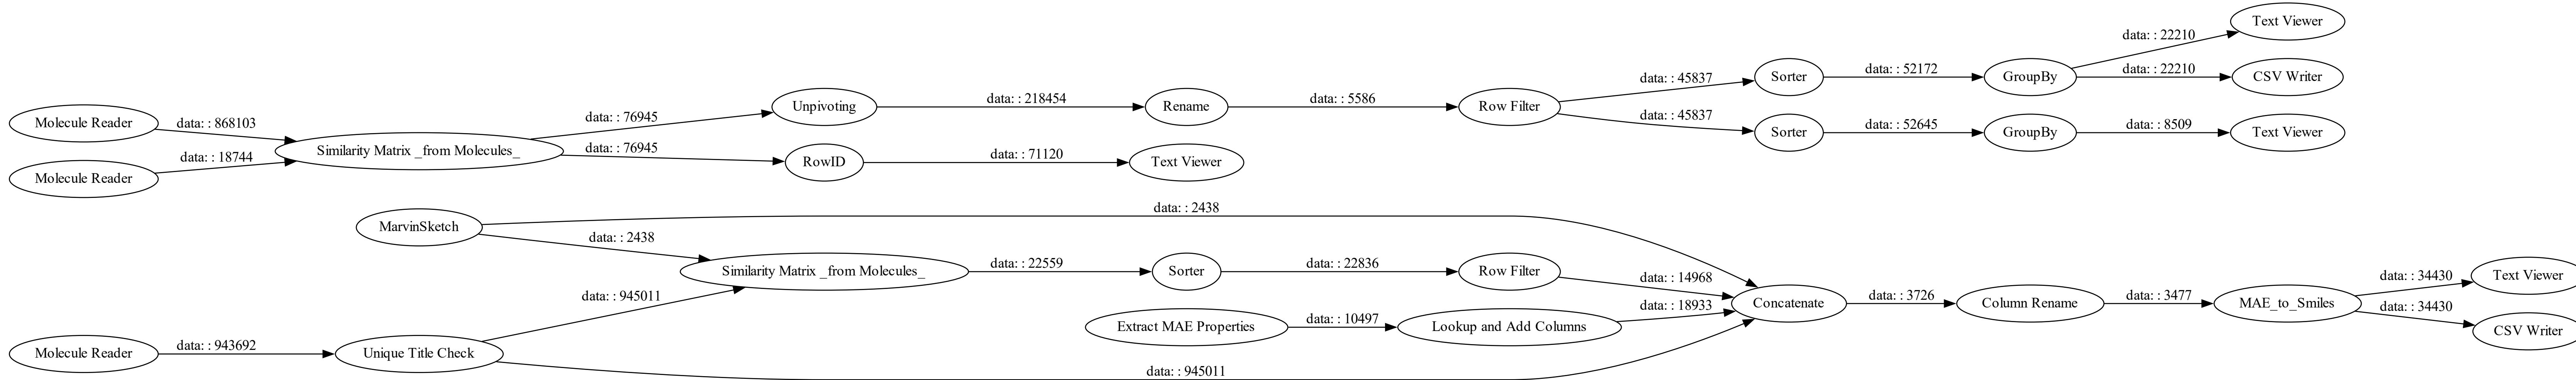 Text Viewer
data: : 22210
Sorter
data: : 52172
GroupBy
data: : 22210
CSV Writer
data: : 45837
Molecule Reader
data: : 868103
data: : 76945
Unpivoting
data: : 218454
Rename
data: : 5586
Row Filter
data: : 45837
Sorter
data: : 52645
GroupBy
data: : 8509
Text Viewer
Similarity Matrix _from Molecules_
Molecule Reader
data: : 18744
data: : 76945
RowID
data: : 71120
Text Viewer
MarvinSketch
data: : 2438
data: : 2438
Similarity Matrix _from Molecules_
data: : 22559
Sorter
data: : 22836
Row Filter
data: : 14968
data: : 945011
Extract MAE Properties
data: : 10497
Lookup and Add Columns
data: : 18933
Concatenate
data: : 3726
Column Rename
data: : 3477
MAE_to_Smiles
data: : 34430
Text Viewer
data: : 34430
CSV Writer
Molecule Reader
data: : 943692
Unique Title Check
data: : 945011